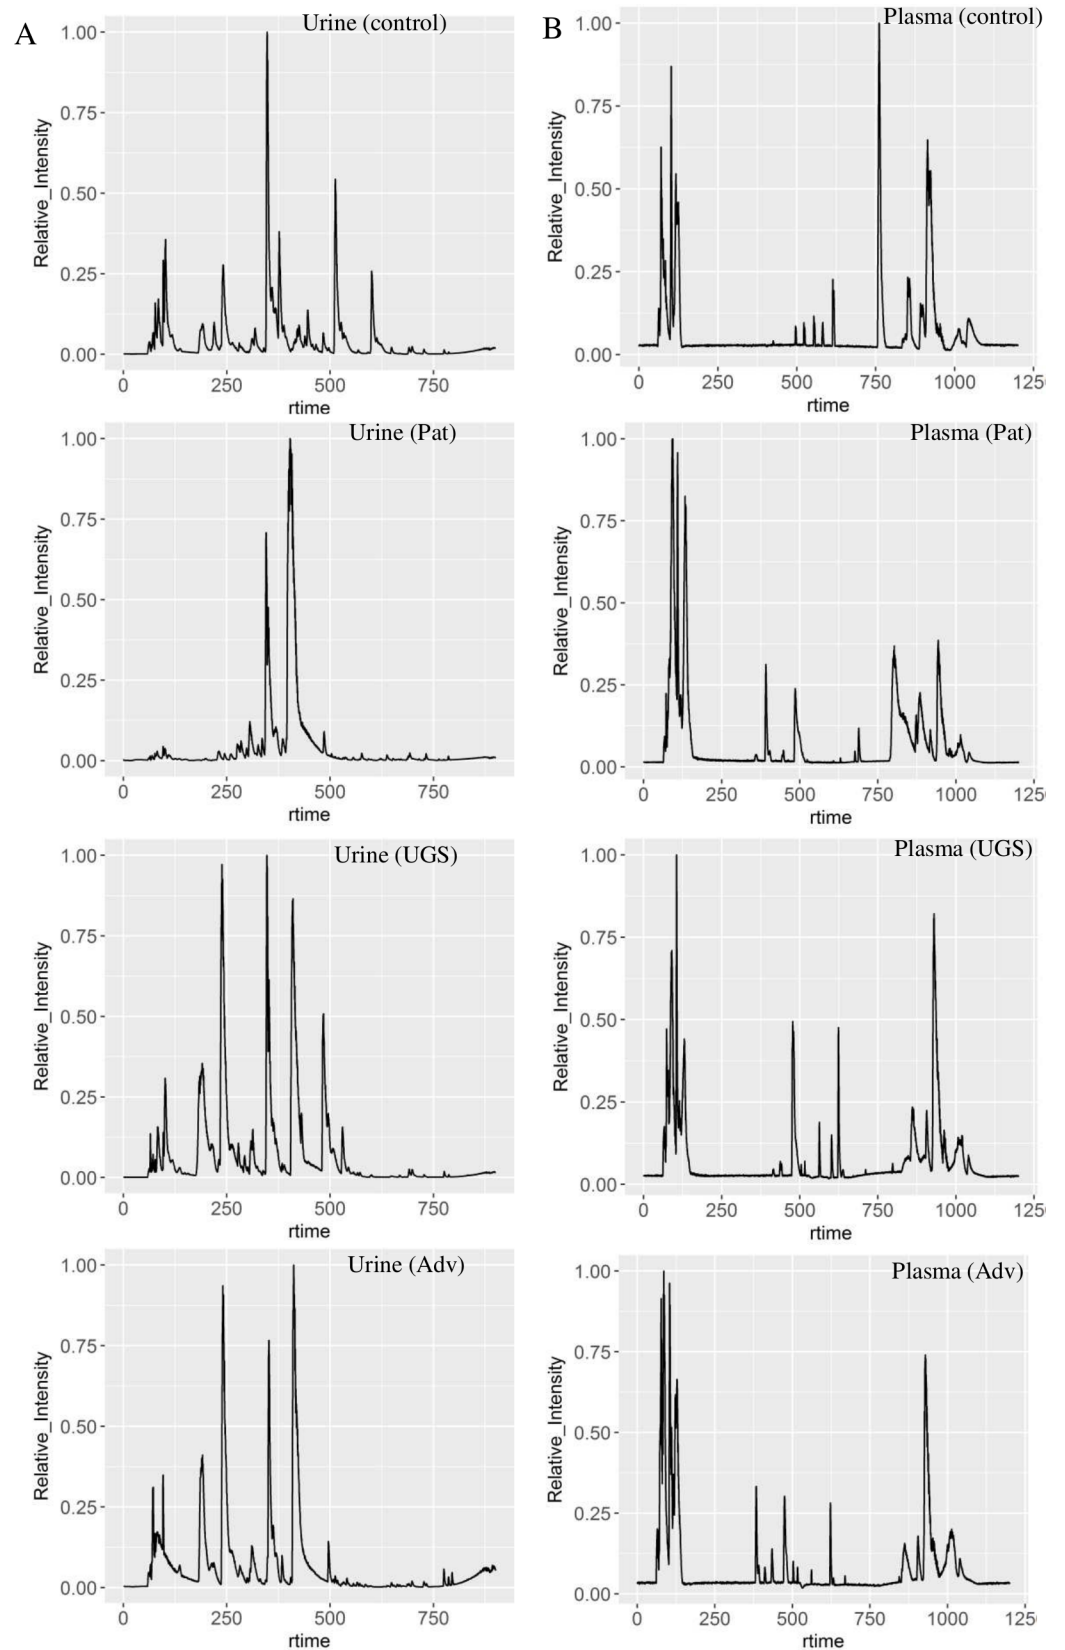 A
Urine (control)
1.00
0.75
0.50
0.25
0.00
Relative_Intensity
0 250 500 750
rtime
B
Plasma (control)
1.00
0.75
0.50
0.25
0.00
Relative_Intensity
0 250 500 750 1000 125
rtime
Urine (Pat)
1.00
0.75
0.50
0.25
0.00
Relative_Intensity
0 250 500 750
rtime
Plasma (Pat)
1.00
0.75
0.50
0.25
0.00
Relative_Intensity
0 250 500 750 1000 125
rtime
Urine (UGS)
1.00
0.75
0.50
0.25
0.00
Relative_Intensity
0 250 500 750
rtime
Plasma (UGS)
1.00
0.75
0.50
0.25
0.00
Relative_Intensity
0 250 500 750 1000 125
rtime
Urine (Adv)
1.00
0.75
0.50
0.25
0.00
Relative_Intensity
0 250 500 750
rtime
Plasma (Adv)
1.00
0.75
0.50
0.25
0.00
Relative_Intensity
0 250 500 750 1000 125
rtime